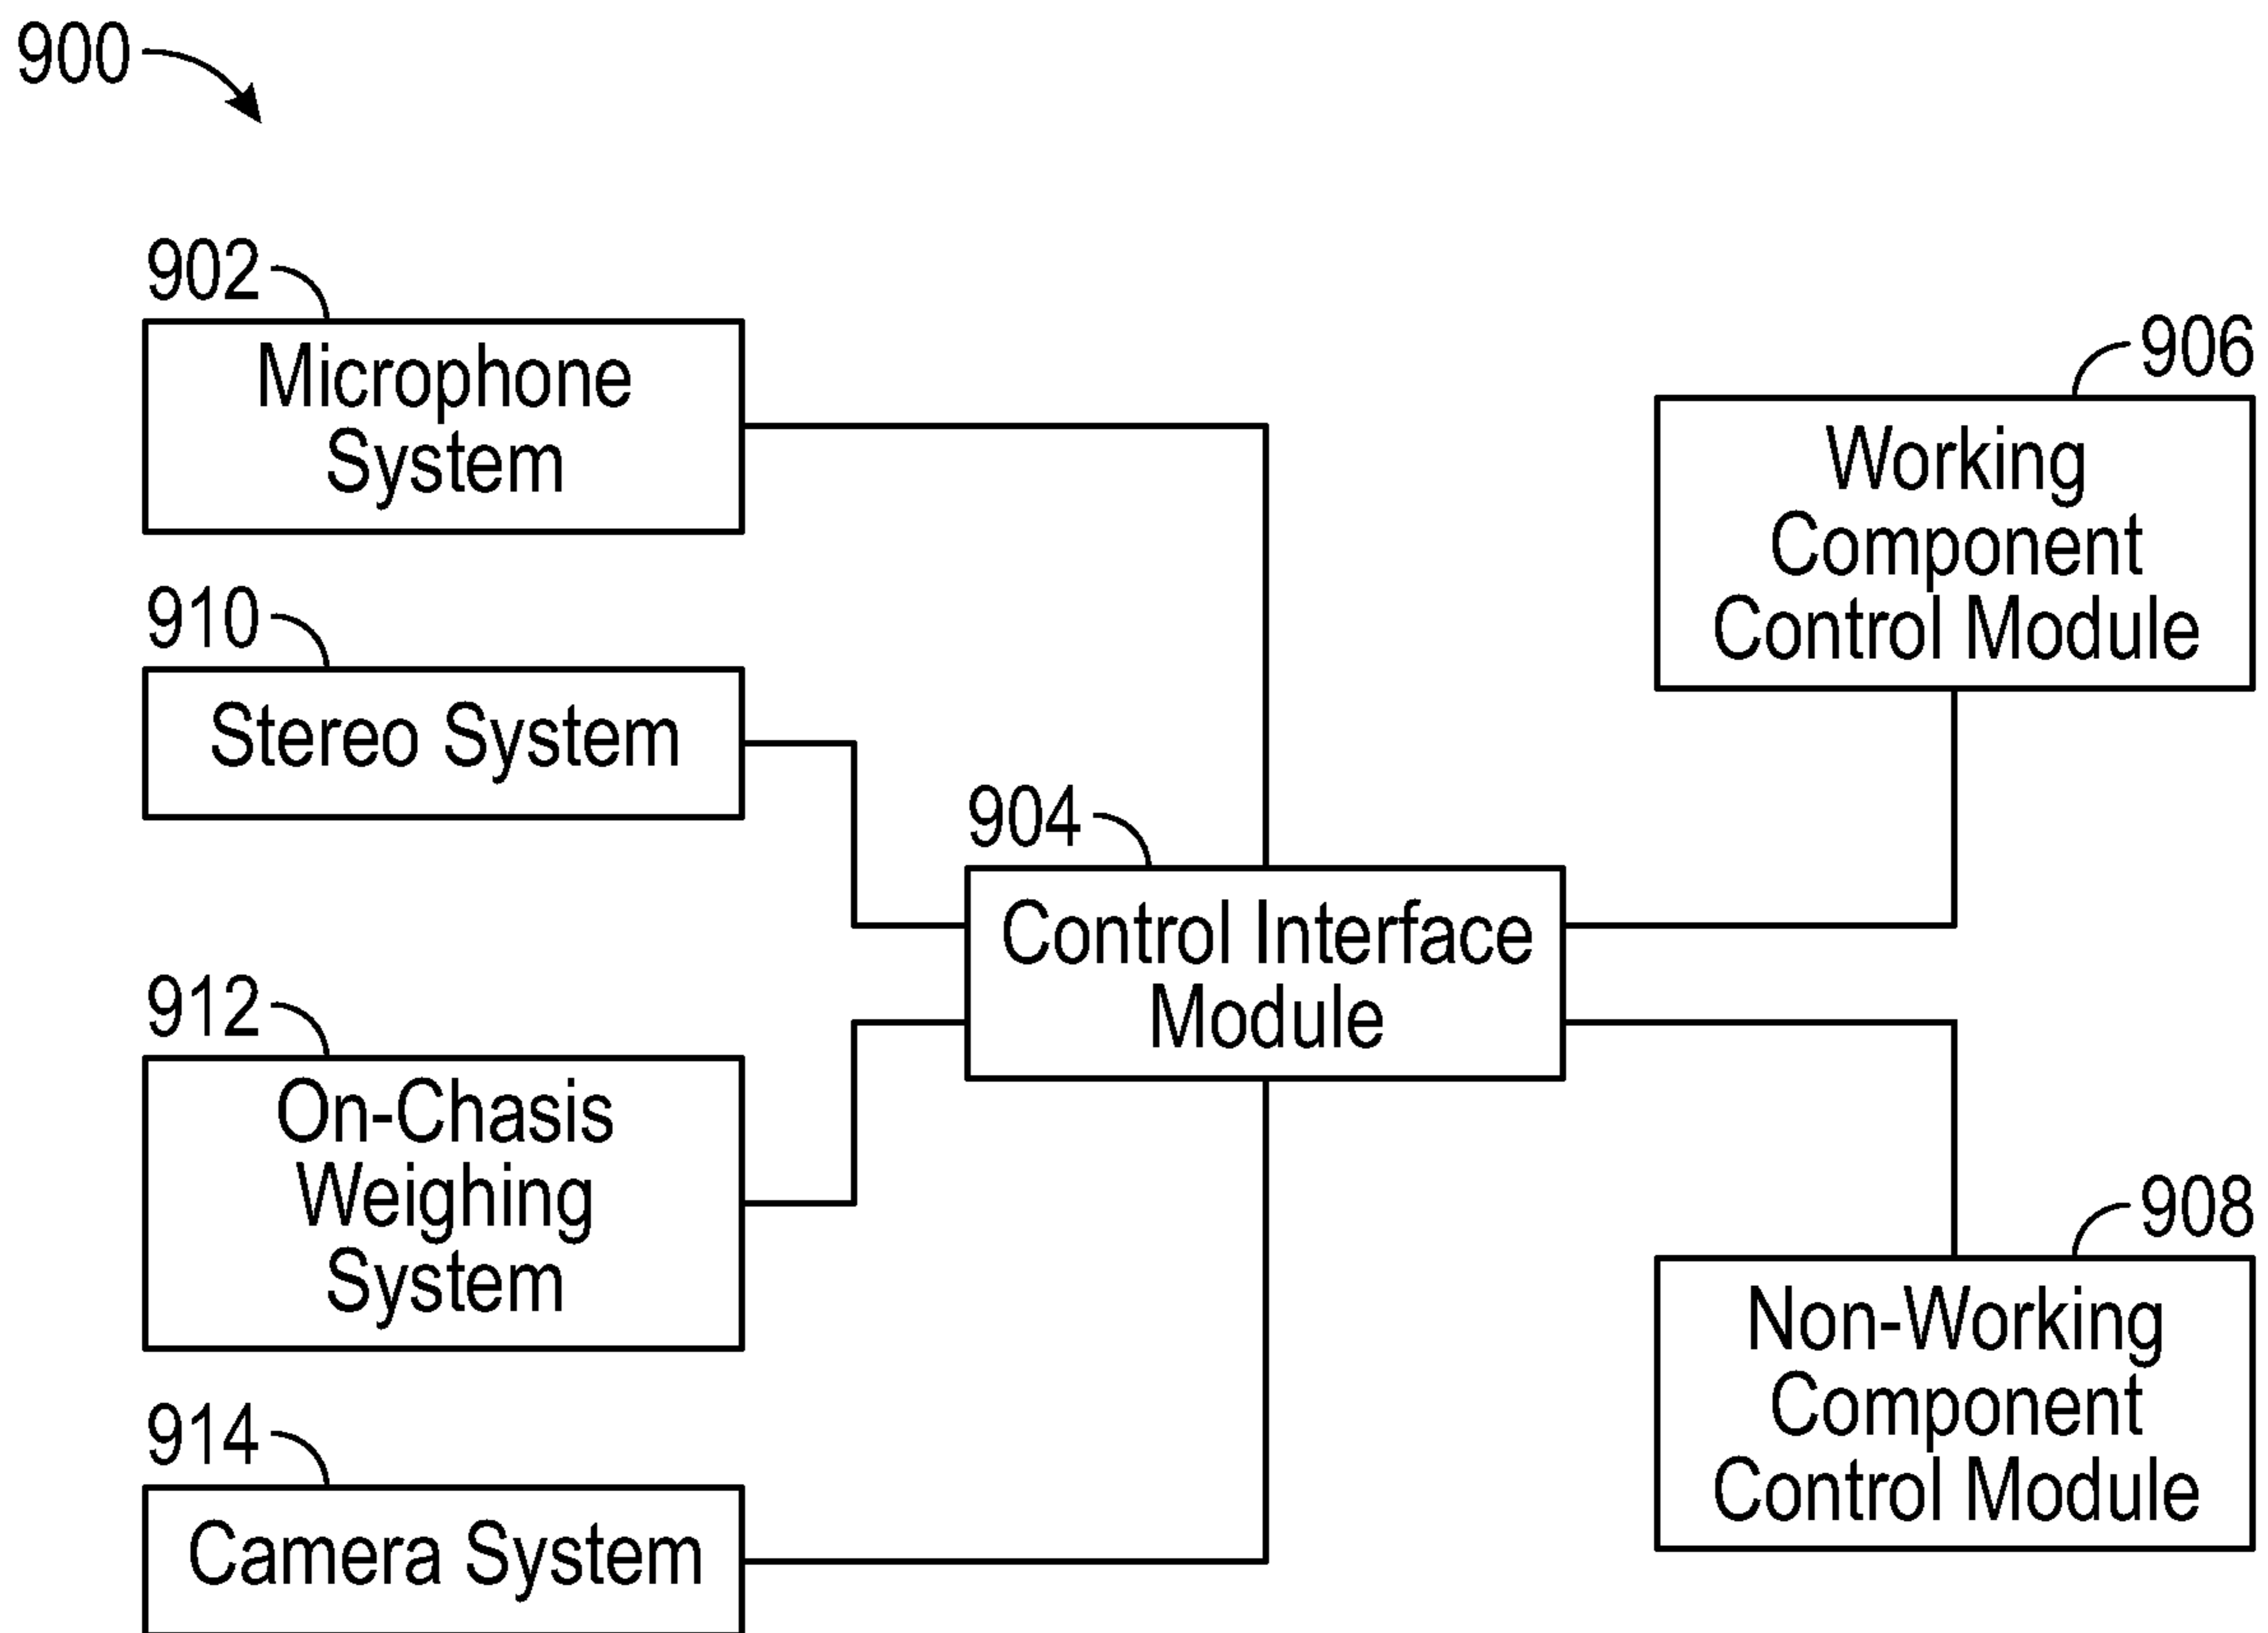 900
902
Microphone
System
906
Working
Component
Control Module
910
Stereo System
904
Control Interface
Module
912
On-Chasis
Weighing
System
908
Non-Working
Component
Control Module
914
Camera System